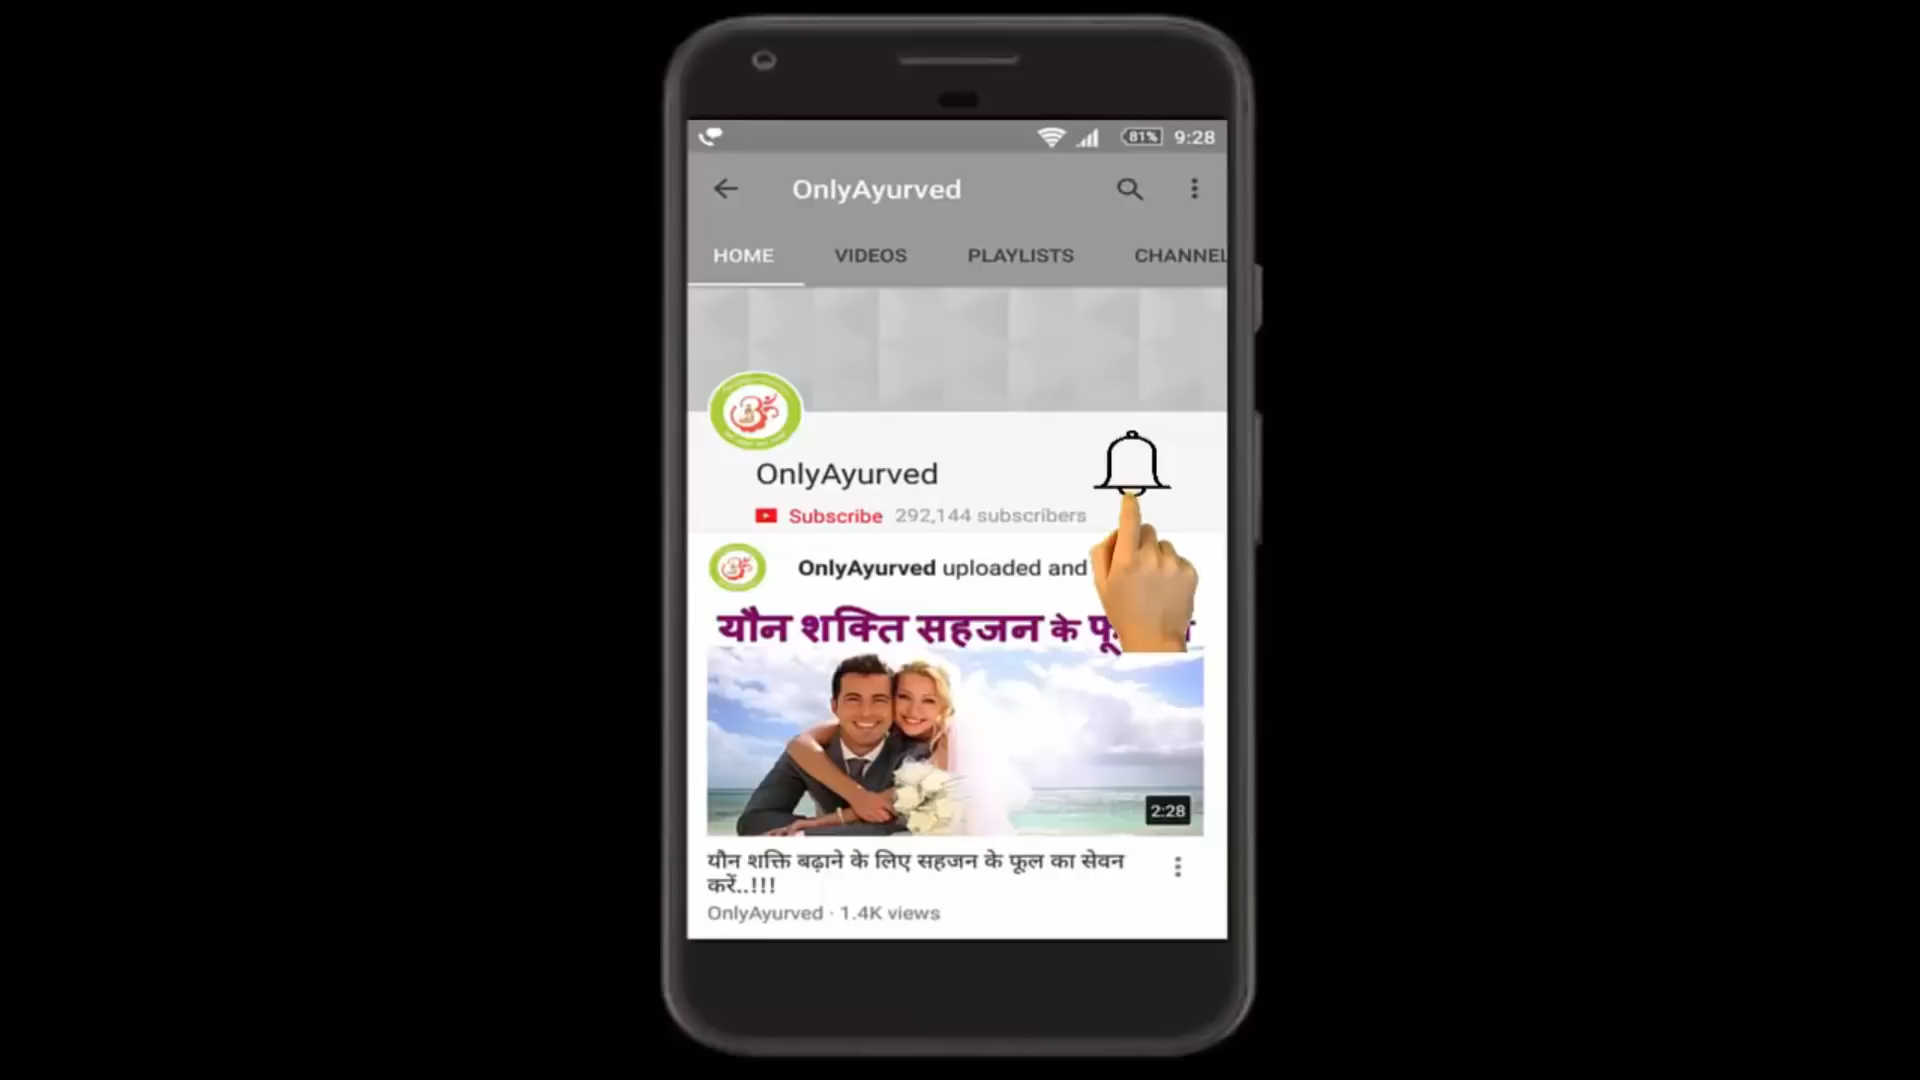 81% 9:28
OnlyAyurved
HOME VIDEOS PLAYLISTS CHANNEL
OnlyAyurved
Subscribe 292,144 subscribers
OnlyAyurved uploaded and
यौन शक्ति सहजन के
2:28
यौन शक्ति बढ़ाने के लिए सहजन के फूल का सेवन
करें..!!!
OnlyAyurved · 1.4K views